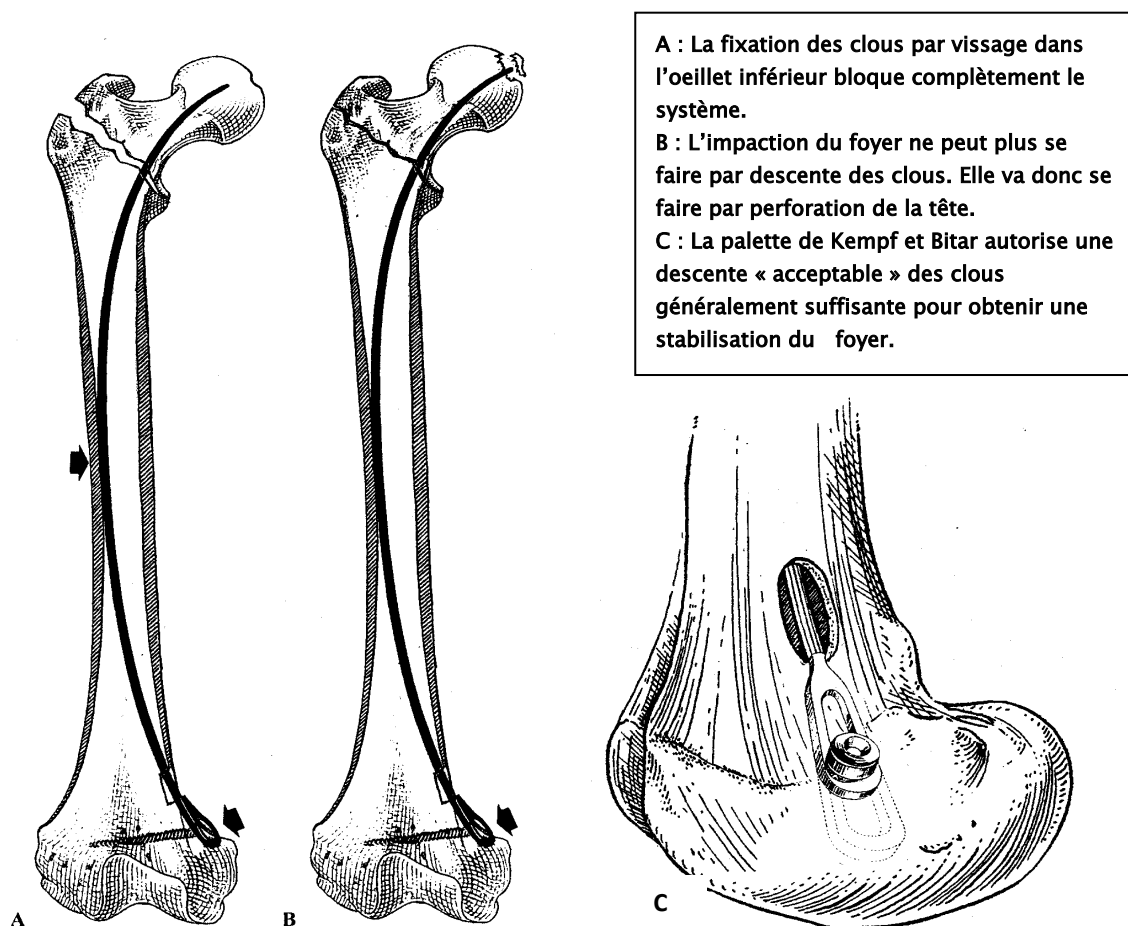 A : La fixation des clous par vissage dans
l'oeillet inférieur bloque complètement le
système.
B : L'impaction du foyer ne peut plus se
faire par descente des clous. Elle va donc se
faire par perforation de la tête.
C : La palette de Kempf et Bitar autorise une
descente « acceptable » des clous
généralement suffisante pour obtenir une
stabilisation du foyer.
A
B
C